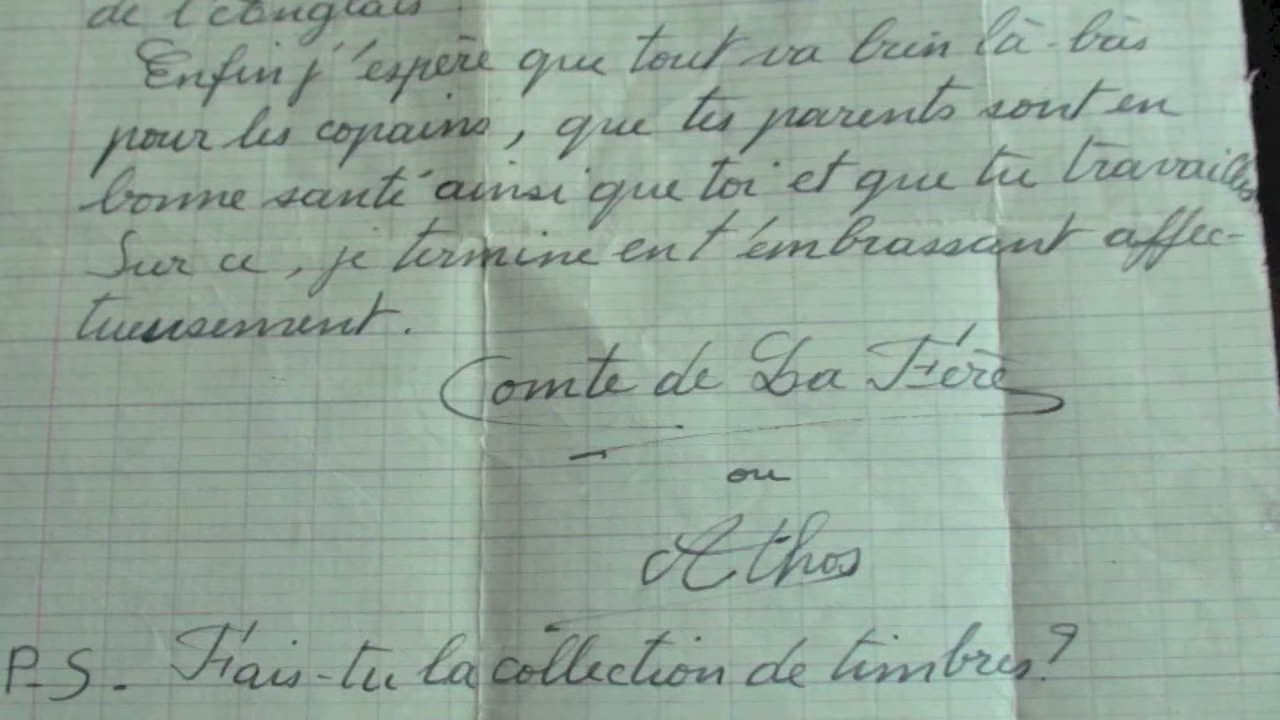 de l'anglais
Enfin j'espère que tout va bien là-bas
pour les copains, que tes parents sont en
bonne santé ainsi que toi et que tu travailles
Sur ce, je termine en t'embrassant affec-
tueusement.
Comte de La Fère
ou
Athos
P-S. Fais-tu la collection de timbres?